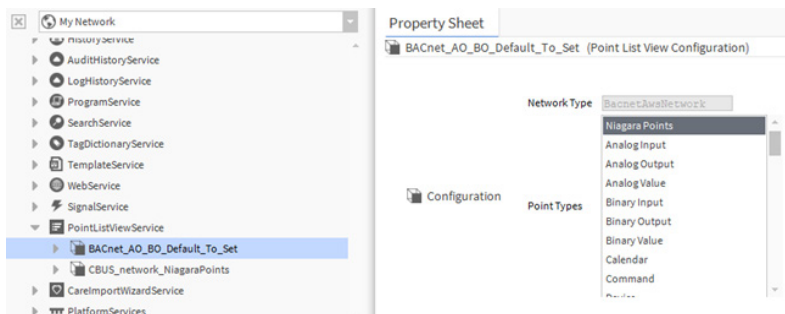 My Network
HistoryService
AuditHistoryService
LogHistoryService
ProgramService
SearchService
TagDictionaryService
TemplateService
WebService
SignalService
PointListViewService
BACnet_AO_BO_Default_To_Set
CBUS_network_NiagaraPoints
CareImportWizardService
PlatformServices
Property Sheet
BACnet_AO_BO_Default_To_Set (Point List View Configuration)
Configuration
Network Type BacnetAwsNetwork
Point Types
Niagara Points
Analog Input
Analog Output
Analog Value
Binary Input
Binary Output
Binary Value
Calendar
Command
Device